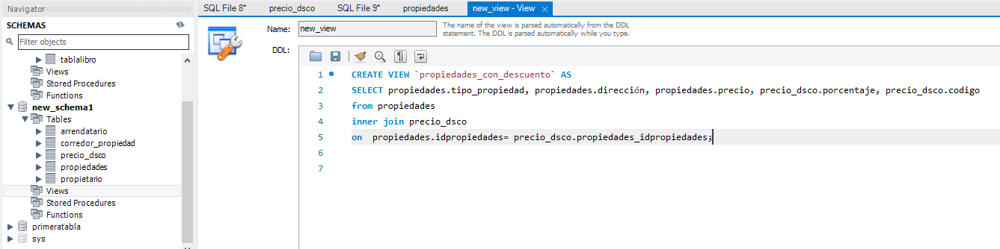 Navigator
SCHEMAS
Filter objects
tablalibro
Views
Stored Procedures
Functions
new_schema1
Tables
arrendatario
corredor_propiedad
precio_dsco
propiedades
propietario
Views
Stored Procedures
Functions
primeratabla
sys
SQL File 8* precio_dsco SQL File 9* propiedades new_view - View
Name: new_view
The name of the view is parsed automatically from the DDL
statement. The DDL is parsed automatically while you type.
DDL:
1 CREATE VIEW `propiedades_con_descuento` AS
2 SELECT propiedades.tipo_propiedad, propiedades.dirección, propiedades.precio, precio_dsco.porcentaje, precio_dsco.codigo
3 from propiedades
4 inner join precio_dsco
5 on  propiedades.idpropiedades= precio_dsco.propiedades_idpropiedades;
6
7